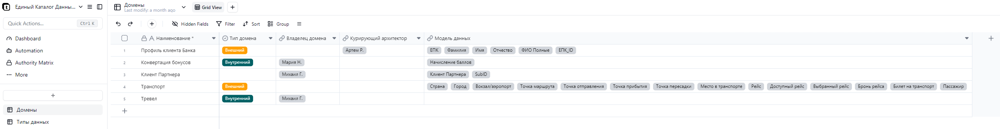 Единый Каталог Данны...
Quick Actions...
Ctrl K
Dashboard
Automation
Authority Matrix
More
Домены
Типы данных
Домены
Last modify: a month ago
Grid View
Hidden Fields Filter Sort Group
Наименование * Тип домена Владелец домена Курирующий архитектор Модель данных
1 Профиль клиента Банка Внешний Артем Р. ЕПК Фамилия Имя Отчество ФИО Полные ЕПК_ID
2 Конвертация бонусов Внутренний Мария Н. Начисление баллов
3 Клиент Партнера Михаил Г. Клиент Партнера SubID
4 Транспорт Внешний Страна Город Вокзал/аэропорт Точка маршрута Точка отправления Точка прибытия Точка пересадки Место в транспорте Рейс Доступный рейс Выбранный рейс Бронь рейса Билет на транспорт Пассажир
5 Тревел Внутренний Михаил Г.